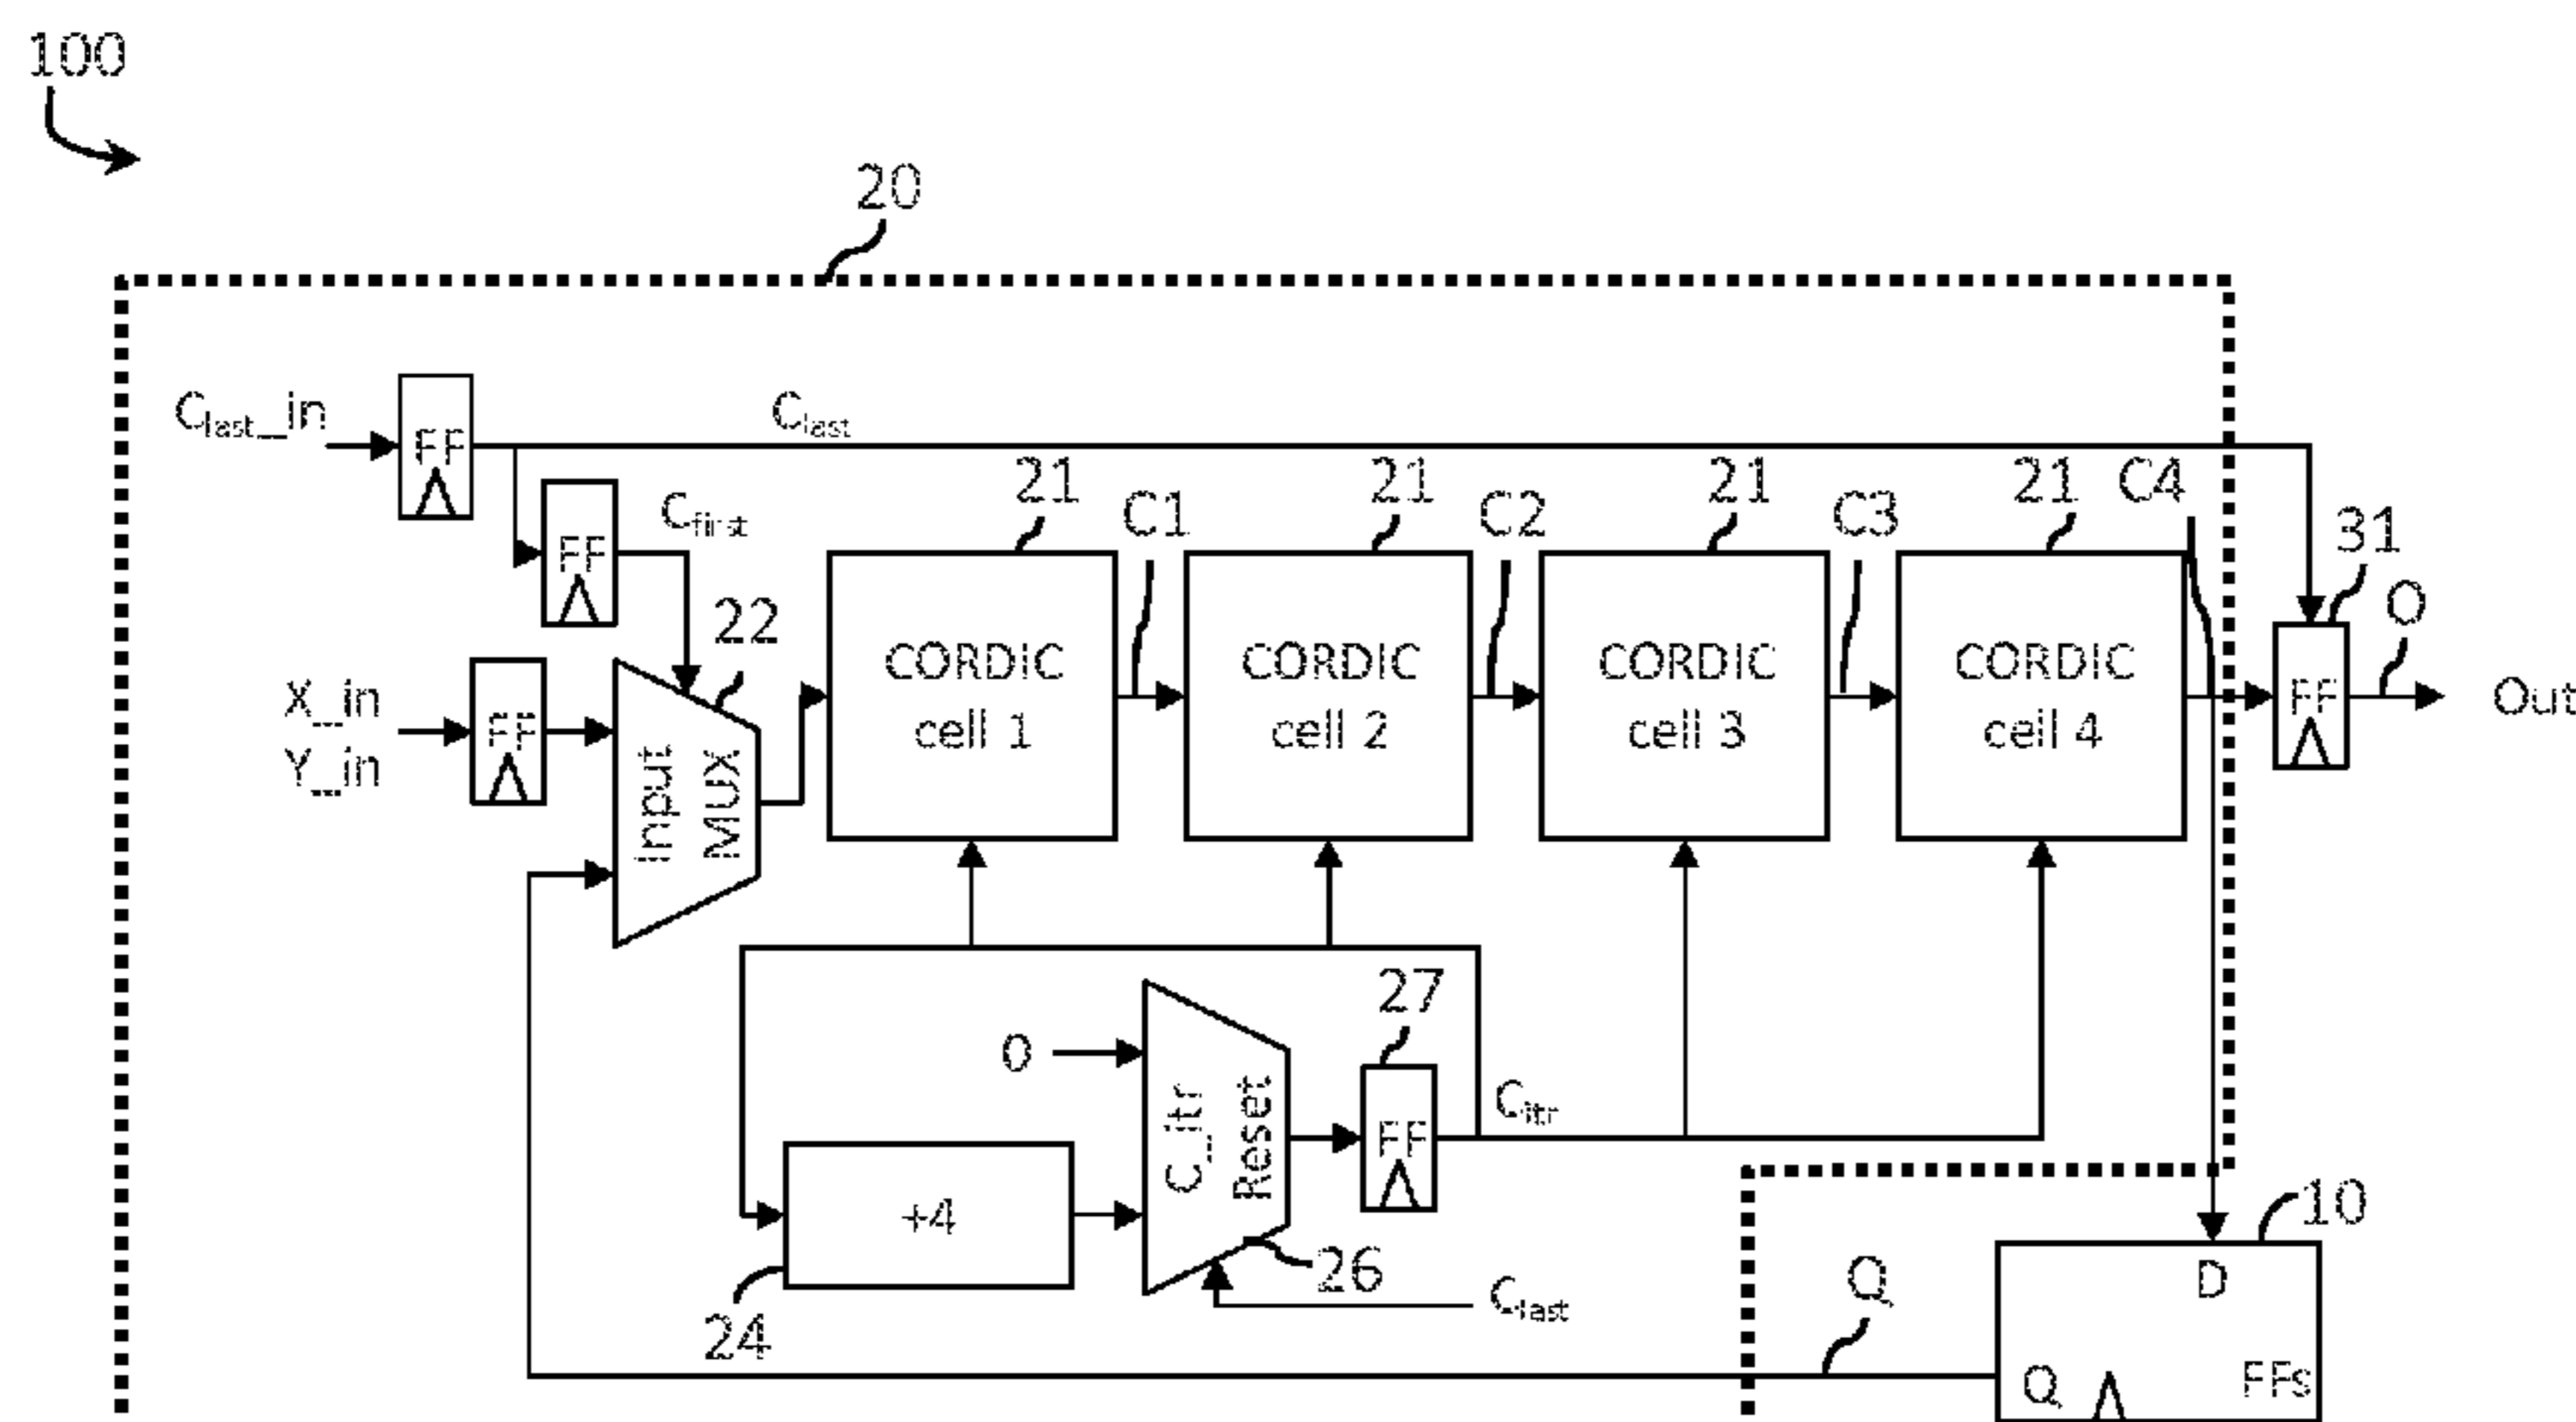 100
20
C_last_in
C_last
FF
FF
C_first
21
C1
21
C2
21
C3
21
C4
31
O
22
X_in
Y_in
FF
Input
MUX
CORDIC
cell 1
CORDIC
cell 2
CORDIC
cell 3
CORDIC
cell 4
FF
Out
27
0
C_itr
Reset
FF
C_itr
+4
24
26
C_last
10
Q
D
Q
FFs